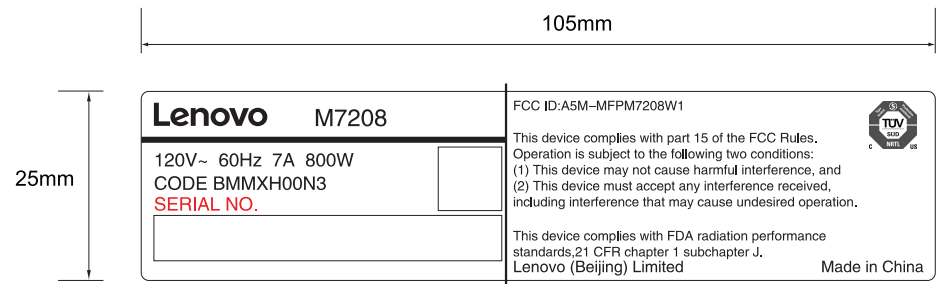 105mm
25mm
Lenovo M7208
120V~ 60Hz 7A 800W
CODE BMMXH00N3
SERIAL NO.
FCC ID:A5M-MFPM7208W1
This device complies with part 15 of the FCC Rules.
Operation is subject to the following two conditions:
(1) This device may not cause harmful interference, and
(2) This device must accept any interference received,
including interference that may cause undesired operation.
This device complies with FDA radiation performance
standards,21 CFR chapter 1 subchapter J.
Lenovo (Beijing) Limited Made in China
TÜV
SÜD
NRTL
C US